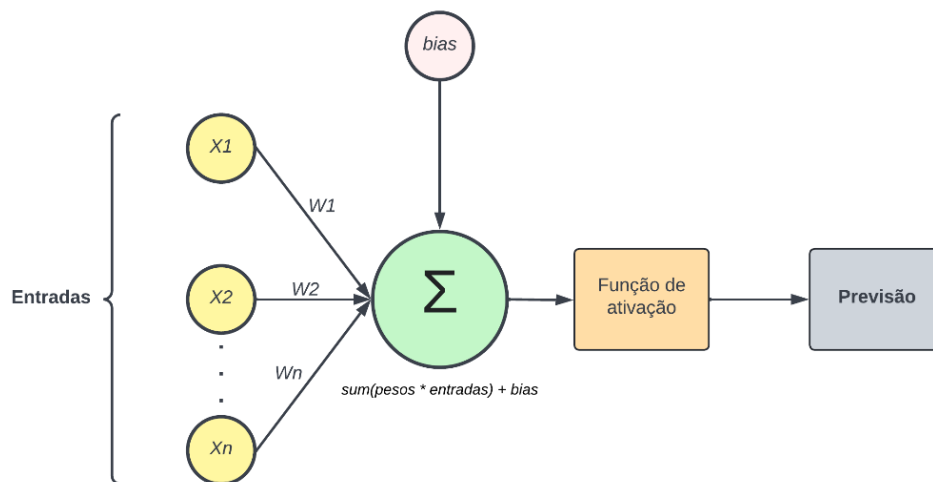 bias
X1
W1
Entradas
X2
W2
Σ
Função de
ativação
Previsão
Wn
sum(pesos * entradas) + bias
Xn